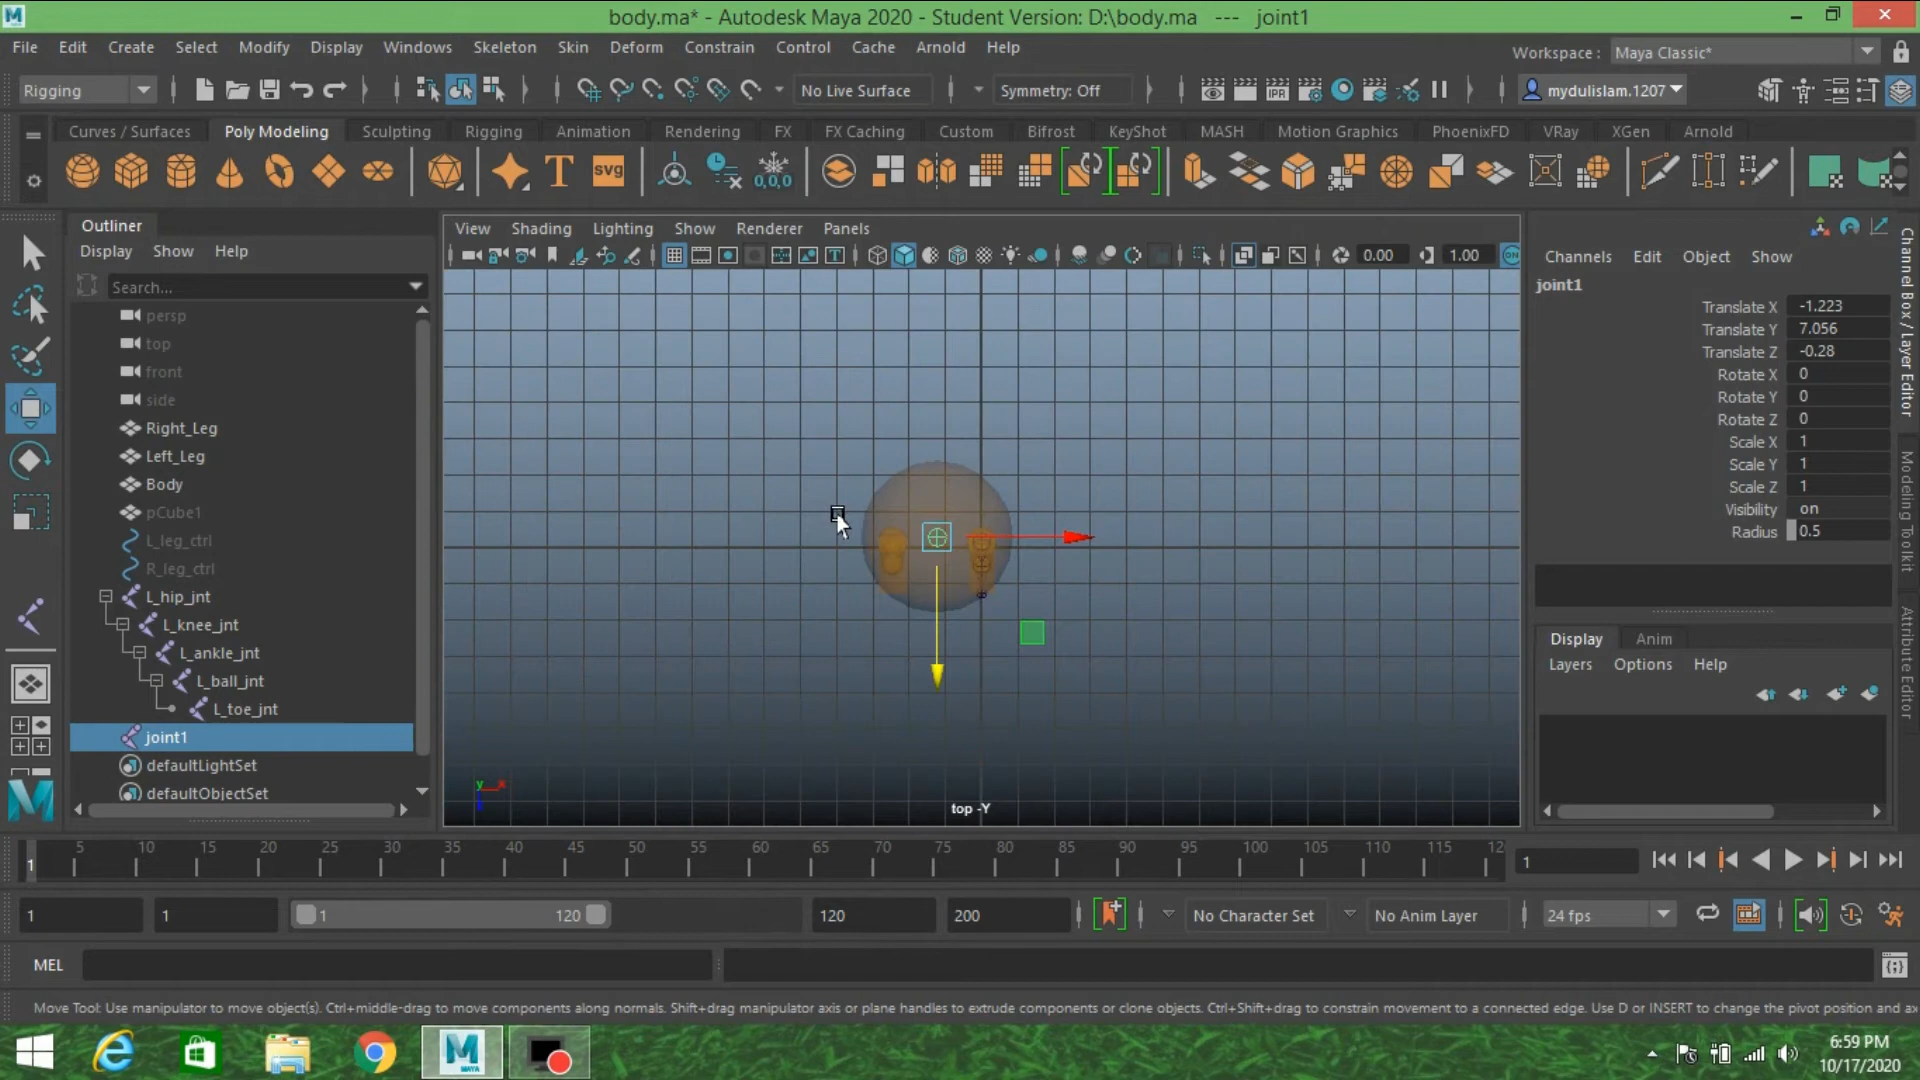 body.ma* - Autodesk Maya 2020 - Student Version: D:\body.ma --- joint1
File Edit Create Select Modify Display Windows Skeleton Skin Deform Constrain Control Cache Arnold Help
Workspace : Maya Classic*
Rigging
No Live Surface
Symmetry: Off
IPR
mydulislam.1207
Curves / Surfaces Poly Modeling Sculpting Rigging Animation Rendering FX FX Caching Custom Bifrost KeyShot MASH Motion Graphics PhoenixFD VRay XGen Arnold
T
SVG
0,0,0
Outliner
Display Show Help
Search...
persp
top
front
side
Right_Leg
Left_Leg
Body
pCube1
L_leg_ctrl
R_leg_ctrl
L_hip_jnt
L_knee_jnt
L_ankle_jnt
L_ball_jnt
L_toe_jnt
joint1
defaultLightSet
defaultObjectSet
View Shading Lighting Show Renderer Panels
0.00
1.00
ON
y x
top -Y
Channels Edit Object Show
joint1
Translate X -1.223
Translate Y 7.056
Translate Z -0.28
Rotate X 0
Rotate Y 0
Rotate Z 0
Scale X 1
Scale Y 1
Scale Z 1
Visibility on
Radius 0.5
Display Anim
Layers Options Help
Channel Box / Layer Editor
Modeling Toolkit
Attribute Editor
1 5 10 15 20 25 30 35 40 45 50 55 60 65 70 75 80 85 90 95 100 105 110 115 12
1
1 1 1 120 120 200
No Character Set
No Anim Layer
24 fps
MEL
Move Tool: Use manipulator to move object(s). Ctrl+middle-drag to move components along normals. Shift+drag manipulator axis or plane handles to extrude components or clone objects. Ctrl+Shift+drag to constrain movement to a connected edge. Use D or INSERT to change the pivot position and ax
M
MAYA
6:59 PM
10/17/2020